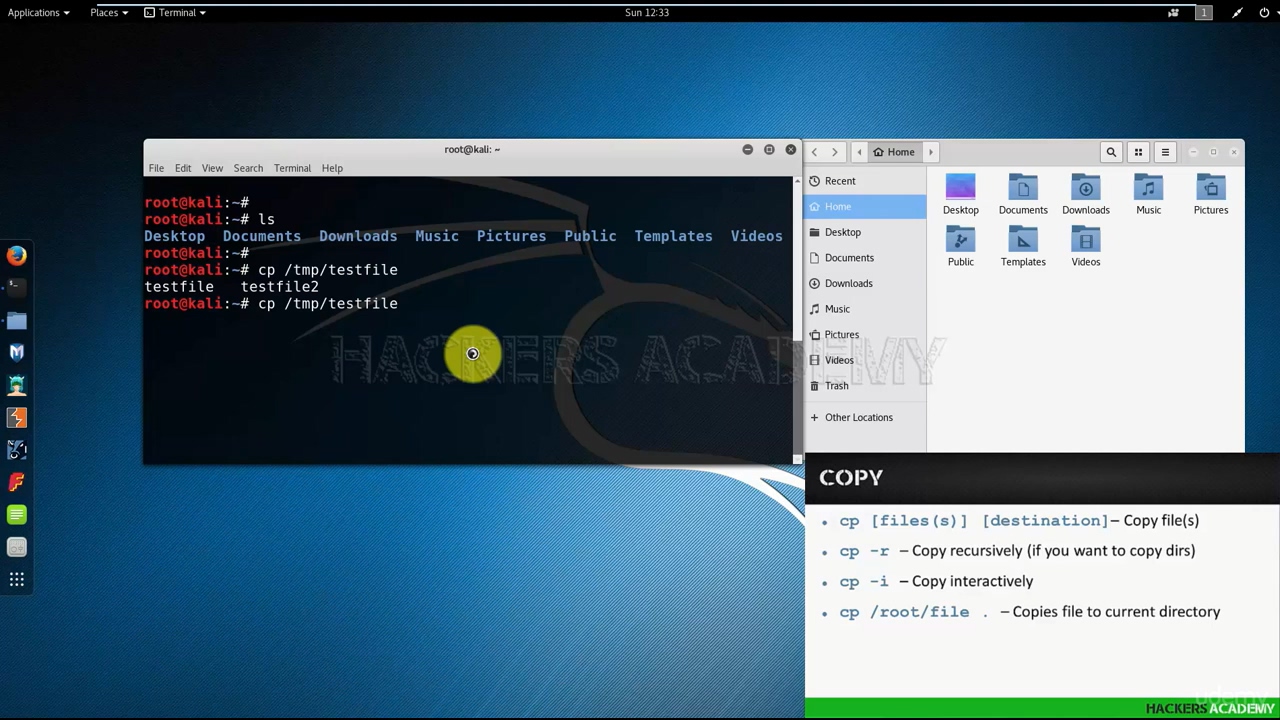 Applications Places Terminal Sun 12:33 1
root@kali: ~
File Edit View Search Terminal Help
root@kali:~#
root@kali:~# ls
Desktop Documents Downloads Music Pictures Public Templates Videos
root@kali:~#
root@kali:~# cp /tmp/testfile
testfile testfile2
root@kali:~# cp /tmp/testfile
HACKERS ACADEMY
Home
Recent
Home
Desktop
Documents
Downloads
Music
Pictures
Videos
Trash
+ Other Locations
Desktop Documents Downloads Music Pictures
Public Templates Videos
COPY
• cp [files(s)] [destination]– Copy file(s)
• cp -r – Copy recursively (if you want to copy dirs)
• cp -i – Copy interactively
• cp /root/file . – Copies file to current directory
udemy
HACKERS ACADEMY